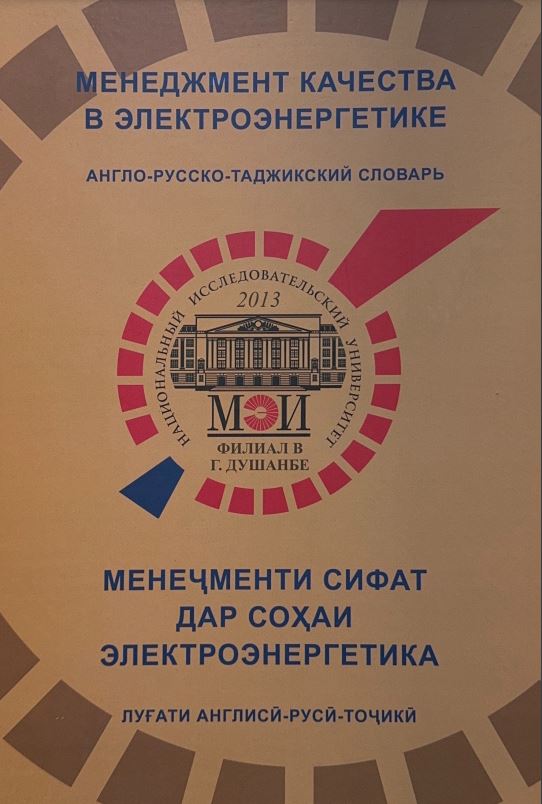 МЕНЕДЖМЕНТ КАЧЕСТВА
В ЭЛЕКТРОЭНЕРГЕТИКЕ
АНГЛО-РУССКО-ТАДЖИКСКИЙ СЛОВАРЬ
НАЦИОНАЛЬНЫЙ ИССЛЕДОВАТЕЛЬСКИЙ УНИВЕРСИТЕТ
2013
МЭИ
ФИЛИАЛ В
Г. ДУШАНБЕ
МЕНЕҶМЕНТИ СИФАТ
ДАР СОҲАИ
ЭЛЕКТРОЭНЕРГЕТИКА
ЛУҒАТИ АНГЛИСӢ-РУСӢ-ТОҶИКӢ